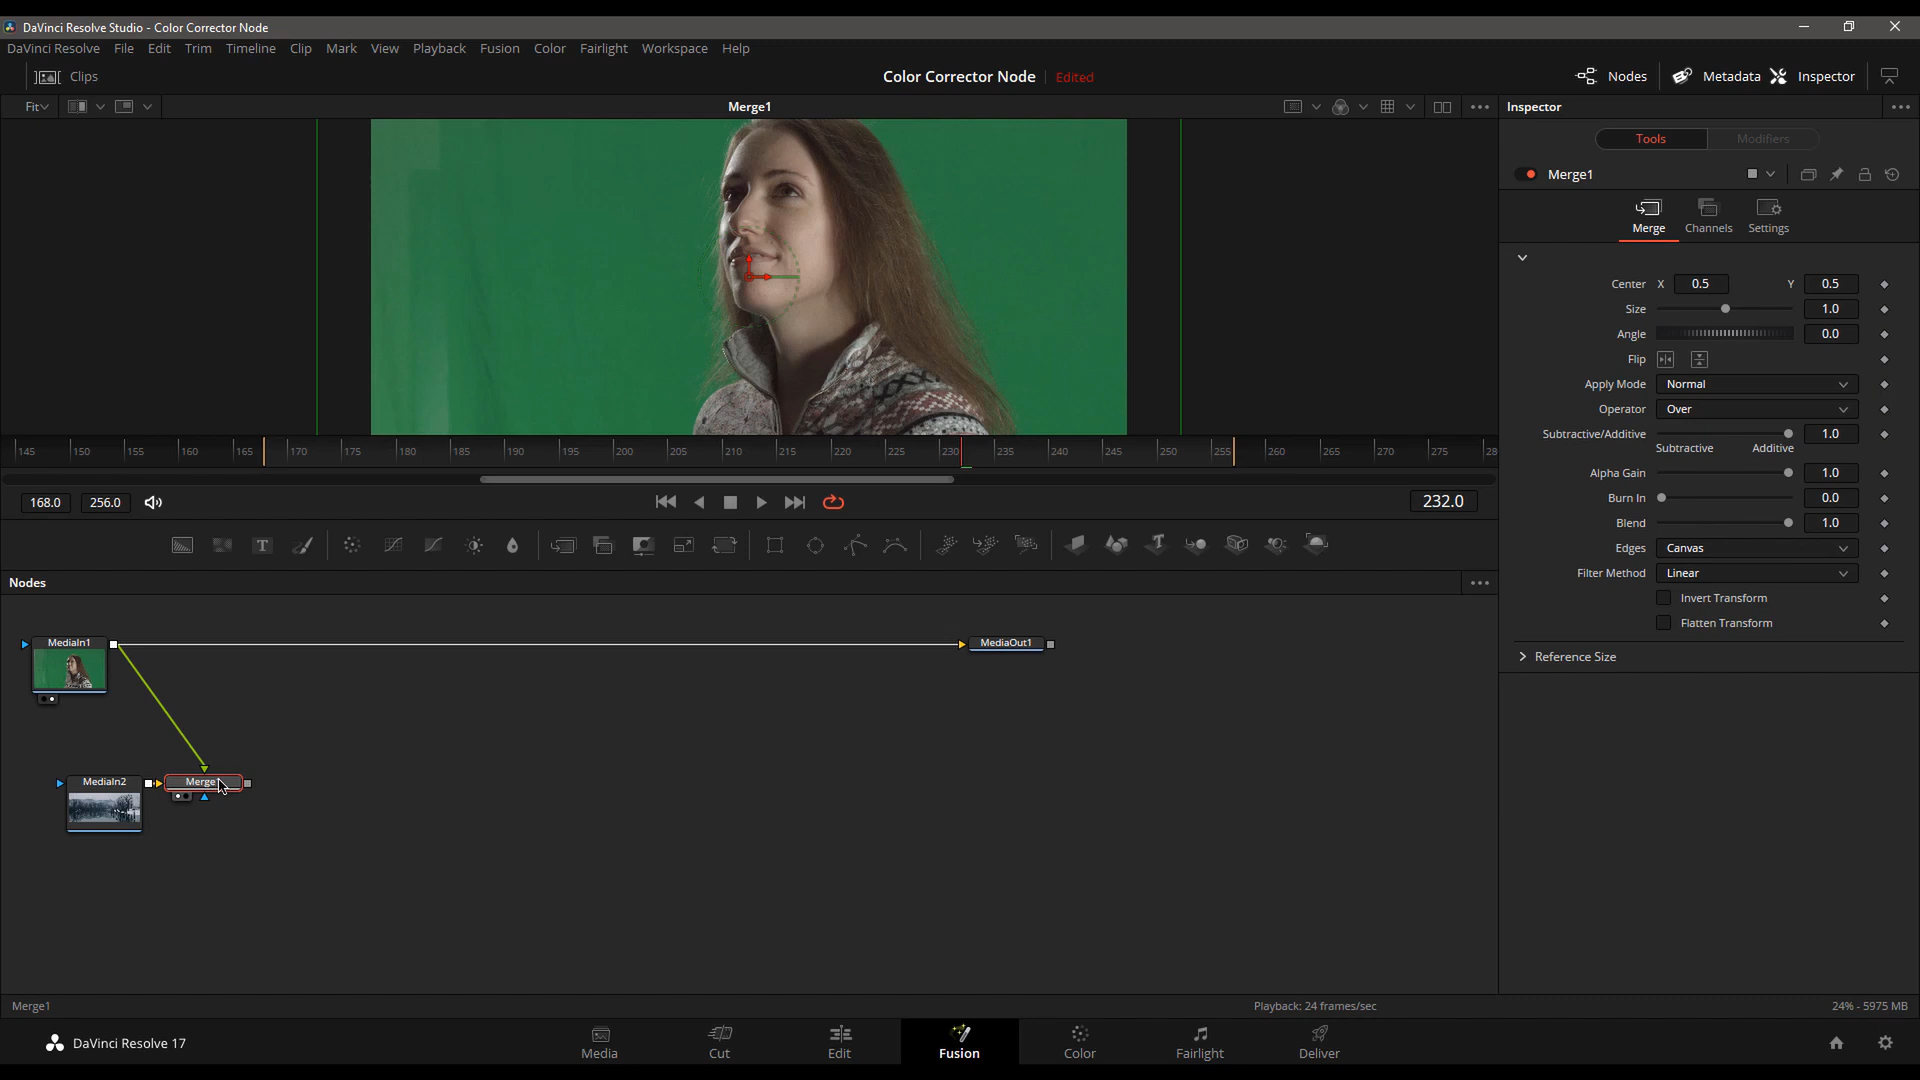 DaVinci Resolve Studio - Color Corrector Node
DaVinci Resolve File Edit Trim Timeline Clip Mark View Playback Fusion Color Fairlight Workspace Help
Clips Color Corrector Node Edited Nodes Metadata Inspector
Fit Merge1 Inspector
Tools Modifiers
Merge1
Merge Channels Settings
Center X 0.5 Y 0.5
Size 1.0
Angle 0.0
Flip
Apply Mode Normal
Operator Over
Subtractive/Additive 1.0
Subtractive Additive
Alpha Gain 1.0
Burn In 0.0
Blend 1.0
Edges Canvas
Filter Method Linear
Invert Transform
Flatten Transform
Reference Size
145 150 155 160 165 170 175 180 185 190 195 200 205 210 215 220 225 230 235 240 245 250 255 260 265 270 275 28
168.0 256.0 232.0
T
Nodes
MediaIn1 MediaOut1
MediaIn2 Merge1
Merge1 Playback: 24 frames/sec 24% - 5975 MB
DaVinci Resolve 17 Media Cut Edit Fusion Color Fairlight Deliver